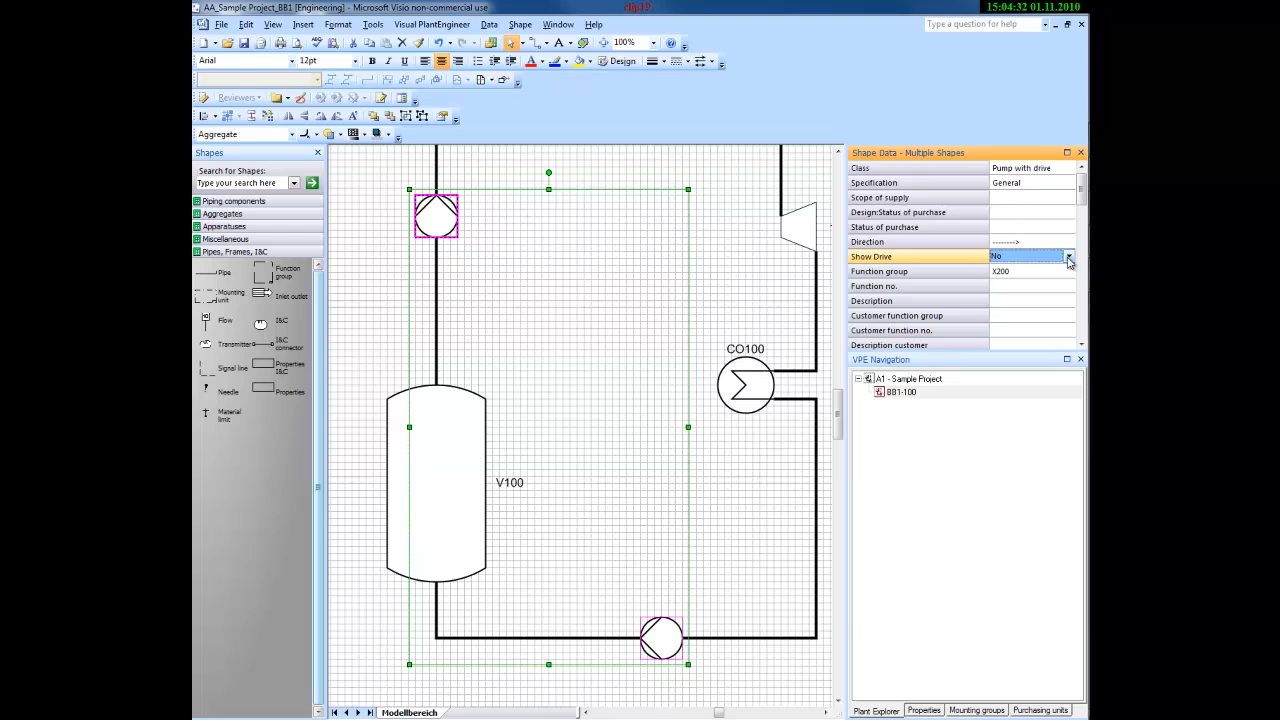 AA_Sample Project_BB1 [Engineering] - Microsoft Visio non-commercial use
clip19
15:04:32 01.11.2010
File Edit View Insert Format Tools Visual PlantEngineer Data Shape Window Help
Type a question for help
100%
Arial 12pt B I U A Design
Reviewers
Aggregate
Shapes
Search for Shapes:
Type your search here
Piping components
Aggregates
Apparatuses
Miscellaneous
Pipes, Frames, I&C
Pipe
Function group
Mounting unit
Inlet outlet
Flow
I&C
Transmitter
I&C connector
Signal line
Properties I&C
Needle
Properties
Material limit
CO100
V100
Modellbereich
Shape Data - Multiple Shapes
Class Pump with drive
Specification General
Scope of supply
Design:Status of purchase
Status of purchase
Direction -------->
Show Drive No
Function group X200
Function no.
Description
Customer function group
Customer function no.
Description customer
VPE Navigation
A1 - Sample Project
BB1-100
Plant Explorer Properties Mounting groups Purchasing units